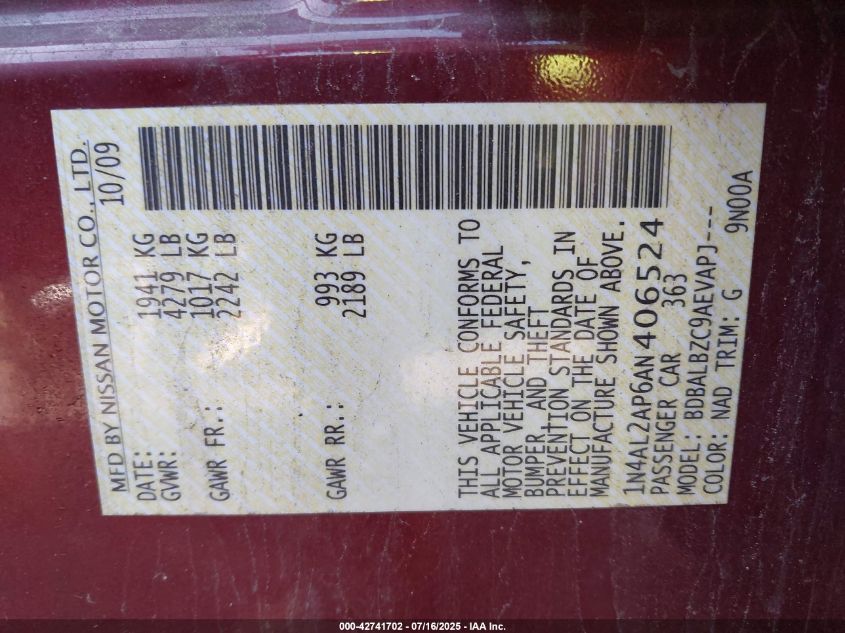 MFD BY NISSAN MOTOR CO., LTD.
DATE: 10/09
GVWR: 1941 KG
4279 LB
GAWR FR.: 1017 KG
2242 LB
GAWR RR.: 993 KG
2189 LB
THIS VEHICLE CONFORMS TO
ALL APPLICABLE FEDERAL
MOTOR VEHICLE SAFETY,
BUMPER AND THEFT
PREVENTION STANDARDS IN
EFFECT ON THE DATE OF
MANUFACTURE SHOWN ABOVE.
1N4AL2AP6AN406524
PASSENGER CAR 363
MODEL: BDBALBZC9AEVAPJ---
COLOR: NAD TRIM: G 9N00A
000-42741702 - 07/16/2025 - IAA Inc.